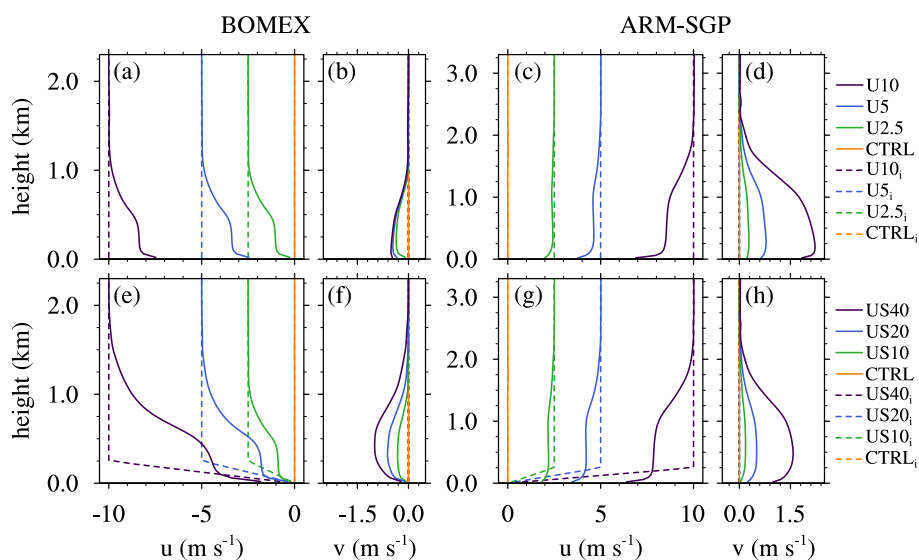 BOMEX
ARM-SGP
(a)
(b)
(c)
(d)
height (km)
2.0
1.0
0.0
3.0
2.0
1.0
0.0
U10
U5
U2.5
CTRL
U10i
U5i
U2.5i
CTRLi
(e)
(f)
(g)
(h)
height (km)
2.0
1.0
0.0
3.0
2.0
1.0
0.0
US40
US20
US10
CTRL
US40i
US20i
US10i
CTRLi
-10 -5 0
-1.5 0.0
0 5 10
0.0 1.5
u (m s-1)
v (m s-1)
u (m s-1)
v (m s-1)